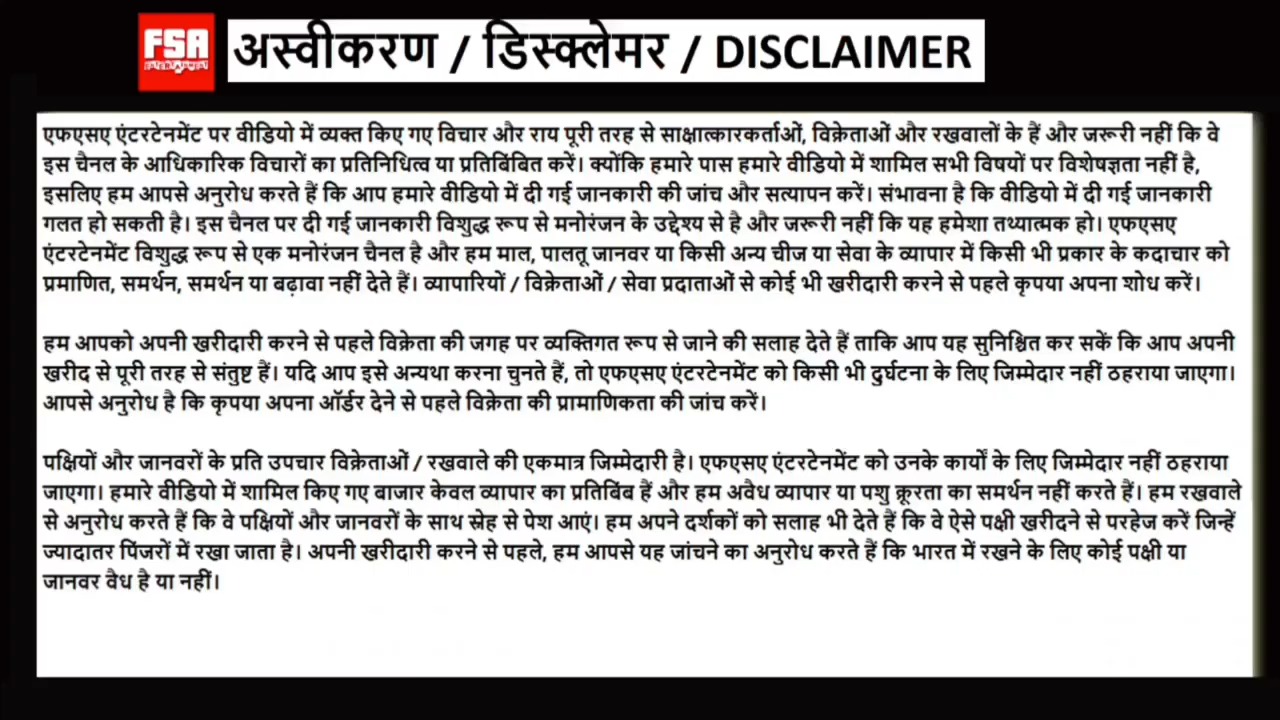 FSA
ENTERTAINMENT
अस्वीकरण / डिस्क्लेमर / DISCLAIMER
एफएसए एंटरटेनमेंट पर वीडियो में व्यक्त किए गए विचार और राय पूरी तरह से साक्षात्कारकर्ताओं, विक्रेताओं और रखवालों के हैं और जरूरी नहीं कि वे
इस चैनल के आधिकारिक विचारों का प्रतिनिधित्व या प्रतिबिंबित करें। क्योंकि हमारे पास हमारे वीडियो में शामिल सभी विषयों पर विशेषज्ञता नहीं है,
इसलिए हम आपसे अनुरोध करते हैं कि आप हमारे वीडियो में दी गई जानकारी की जांच और सत्यापन करें। संभावना है कि वीडियो में दी गई जानकारी
गलत हो सकती है। इस चैनल पर दी गई जानकारी विशुद्ध रूप से मनोरंजन के उद्देश्य से है और जरूरी नहीं कि यह हमेशा तथ्यात्मक हो। एफएसए
एंटरटेनमेंट विशुद्ध रूप से एक मनोरंजन चैनल है और हम माल, पालतू जानवर या किसी अन्य चीज या सेवा के व्यापार में किसी भी प्रकार के कदाचार को
प्रमाणित, समर्थन, समर्थन या बढ़ावा नहीं देते हैं। व्यापारियों / विक्रेताओं / सेवा प्रदाताओं से कोई भी खरीदारी करने से पहले कृपया अपना शोध करें।
हम आपको अपनी खरीदारी करने से पहले विक्रेता की जगह पर व्यक्तिगत रूप से जाने की सलाह देते हैं ताकि आप यह सुनिश्चित कर सकें कि आप अपनी
खरीद से पूरी तरह से संतुष्ट हैं। यदि आप इसे अन्यथा करना चुनते हैं, तो एफएसए एंटरटेनमेंट को किसी भी दुर्घटना के लिए जिम्मेदार नहीं ठहराया जाएगा।
आपसे अनुरोध है कि कृपया अपना ऑर्डर देने से पहले विक्रेता की प्रामाणिकता की जांच करें।
पक्षियों और जानवरों के प्रति उपचार विक्रेताओं / रखवाले की एकमात्र जिम्मेदारी है। एफएसए एंटरटेनमेंट को उनके कार्यों के लिए जिम्मेदार नहीं ठहराया
जाएगा। हमारे वीडियो में शामिल किए गए बाजार केवल व्यापार का प्रतिबिंब हैं और हम अवैध व्यापार या पशु क्रूरता का समर्थन नहीं करते हैं। हम रखवाले
से अनुरोध करते हैं कि वे पक्षियों और जानवरों के साथ स्नेह से पेश आएं। हम अपने दर्शकों को सलाह भी देते हैं कि वे ऐसे पक्षी खरीदने से परहेज करें जिन्हें
ज्यादातर पिंजरों में रखा जाता है। अपनी खरीदारी करने से पहले, हम आपसे यह जांचने का अनुरोध करते हैं कि भारत में रखने के लिए कोई पक्षी या
जानवर वैध है या नहीं।